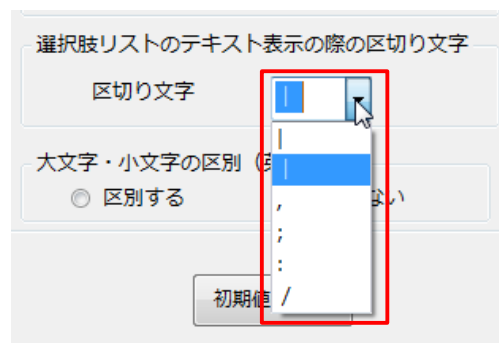 選択肢リストのテキスト表示の際の区切り文字
区切り文字
|
|
|
,
;
:
/
大文字・小文字の区別（
区別する
ない
初期値